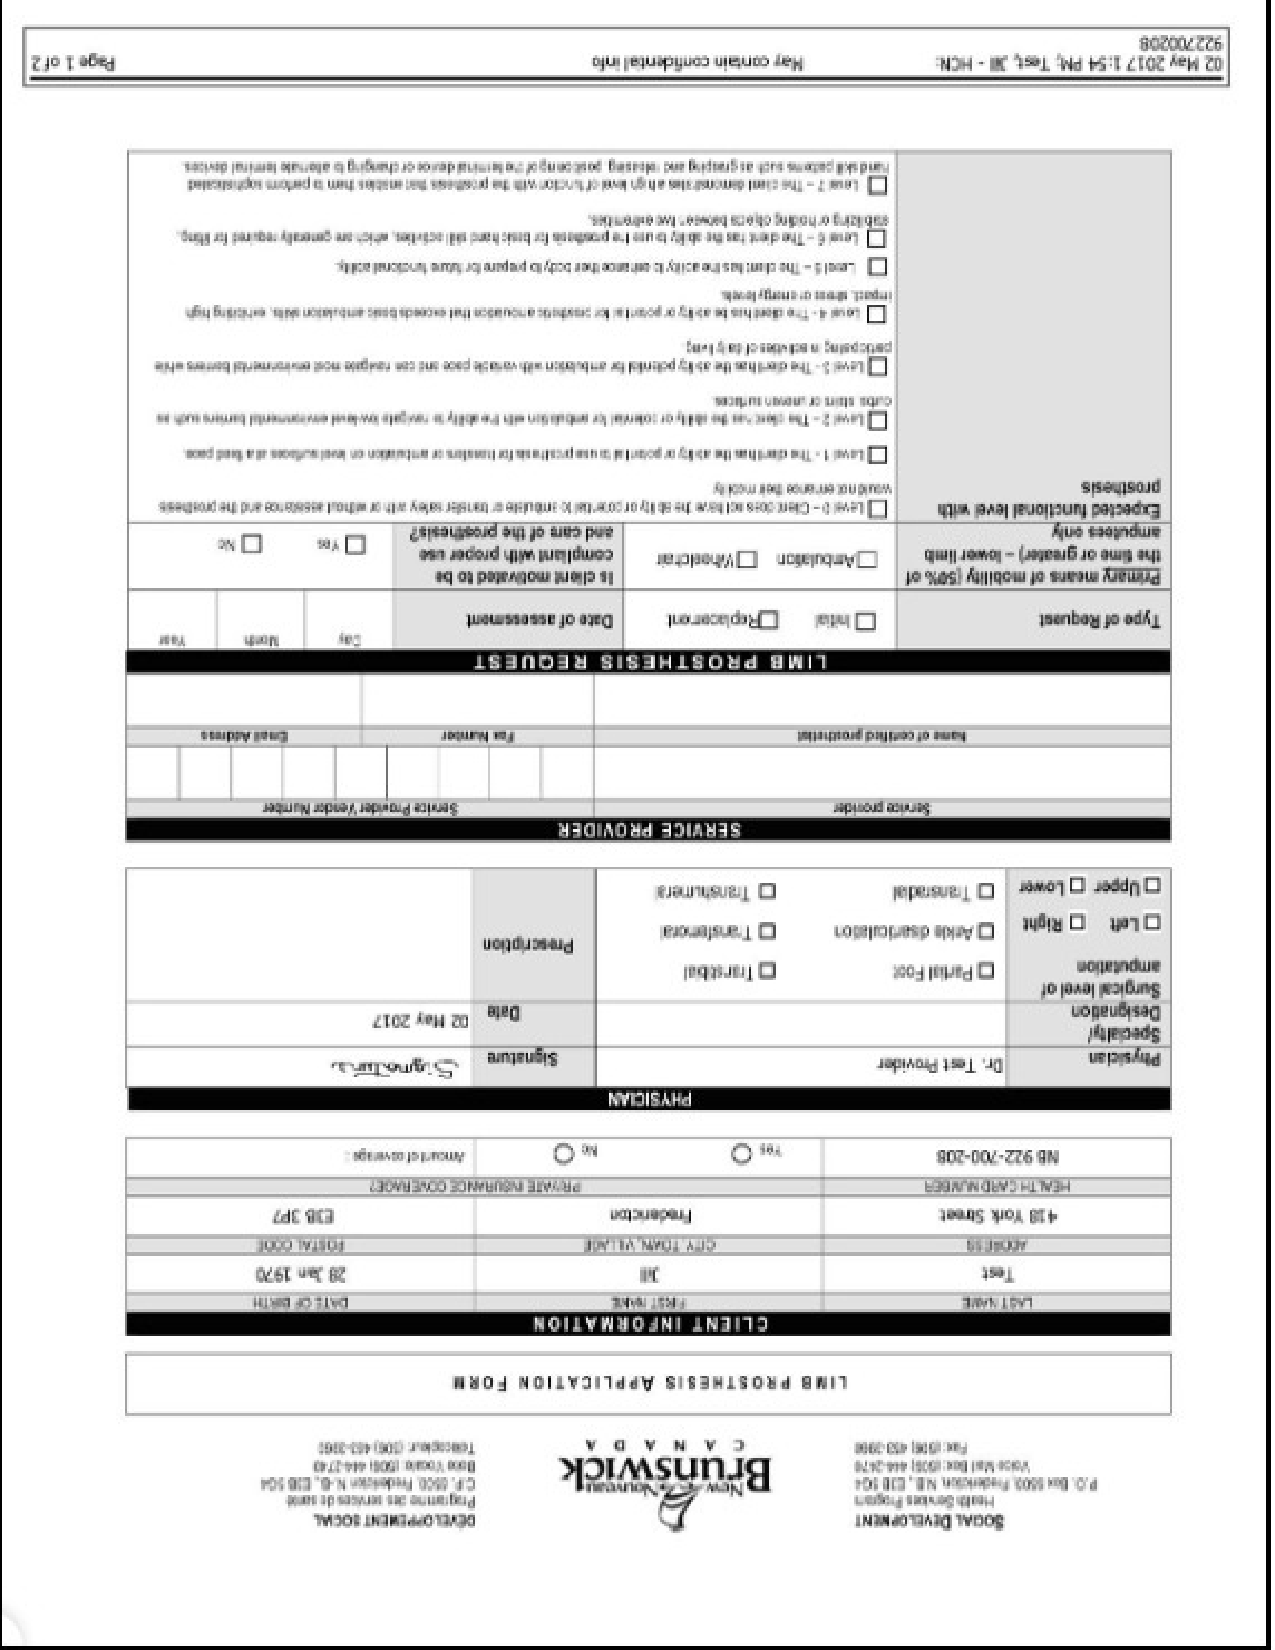 SOCIAL DEVELOPMENT
Health Services Program
P.O. Box 5500, Fredericton, NB, E3B 5G4
Voice Mail Box: (506)
Fax: (506) 453-3960
New Nouveau
Brunswick
CANADA
DÉVELOPPEMENT SOCIAL
Programme des services de santé
C.P. 5500, Fredericton N.-B., E3B 5G4
Boîte Vocale: (506) 444-2743
Télécopieur: (506) 453-3960
LIMB PROSTHESIS APPLICATION FORM
CLIENT INFORMATION
LAST NAME FIRST NAME DATE OF BIRTH
Test Jill 28 Jan 1970
ADDRESS CITY, TOWN, VILLAGE POSTAL CODE
418 York Street Fredericton E3B 3P7
HEALTH CARD NUMBER PRIVATE INSURANCE COVERAGE?
NB 922-700-208 Yes No Amount of coverage:
PHYSICIAN
Physician Dr. Test Provider Signature Signature
Specialty/ Designation Date 02 May 2017
Surgical level of amputation
Left Right
Upper Lower
Partial Foot Transtibial
Ankle disarticulation Transfemoral
Transradial Transhumeral
Prescription
SERVICE PROVIDER
Service provider Service Provider Vendor Number
Name of certified prosthetist Fax Number Email Address
LIMB PROSTHESIS REQUEST
Type of Request Initial Replacement Date of assessment Day Month Year
Primary means of mobility (50% of the time or greater) – lower limb amputees only
Ambulation Wheelchair
Is client motivated to be compliant with proper use and care of the prosthesis?
Yes No
Expected functional level with prosthesis
Level 0 – Client does not have the ability or potential to ambulate or transfer safely with or without assistance and the prosthesis
would not enhance their mobility
Level 1 - The client has the ability or potential to use prosthesis for transfers or ambulation on level surfaces at a fixed pace.
Level 2 – The client has the ability or potential for ambulation with the ability to navigate low-level environmental barriers such as
curbs stairs or uneven surfaces.
Level 3 - The client has the ability potential for ambulation with variable pace and can navigate most environmental barriers while
participating in activities of daily living
Level 4 - The client has the ability or potential for prosthetic ambulation that exceeds basic ambulation skills, exhibiting high
impact, stress or energy levels.
Level 5 – The client has the ability to enhance their body to prepare for future functional ability.
Level 6 – The client has the ability to use the prosthesis for basic hand skill activities, which are generally required for lifting,
stabilizing or holding objects between two extremities.
Level 7 – The client demonstrates a high level of function with the prosthesis that enables them to perform sophisticated
hand skill patterns such as grasping and releasing, positioning of the terminal device or changing to alternate terminal devices.
02 May 2017 1:54 PM; Test, Jill - HCN: May contain confidential info Page 1 of 2
922700208